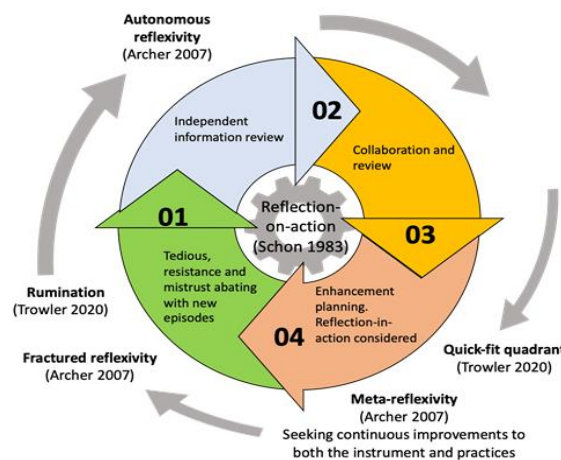 Autonomous
reflexivity
(Archer 2007)
02
Independent
information review
Collaboration and
review
Reflection-
on-action
(Schon 1983)
01
03
Tedious,
resistance and
mistrust abating
with new
episodes
Enhancement
planning.
Reflection-in-
action considered
04
Rumination
(Trowler 2020)
Quick-fit quadrant
(Trowler 2020)
Fractured reflexivity
(Archer 2007)
Meta-reflexivity
(Archer 2007)
Seeking continuous improvements to
both the instrument and practices